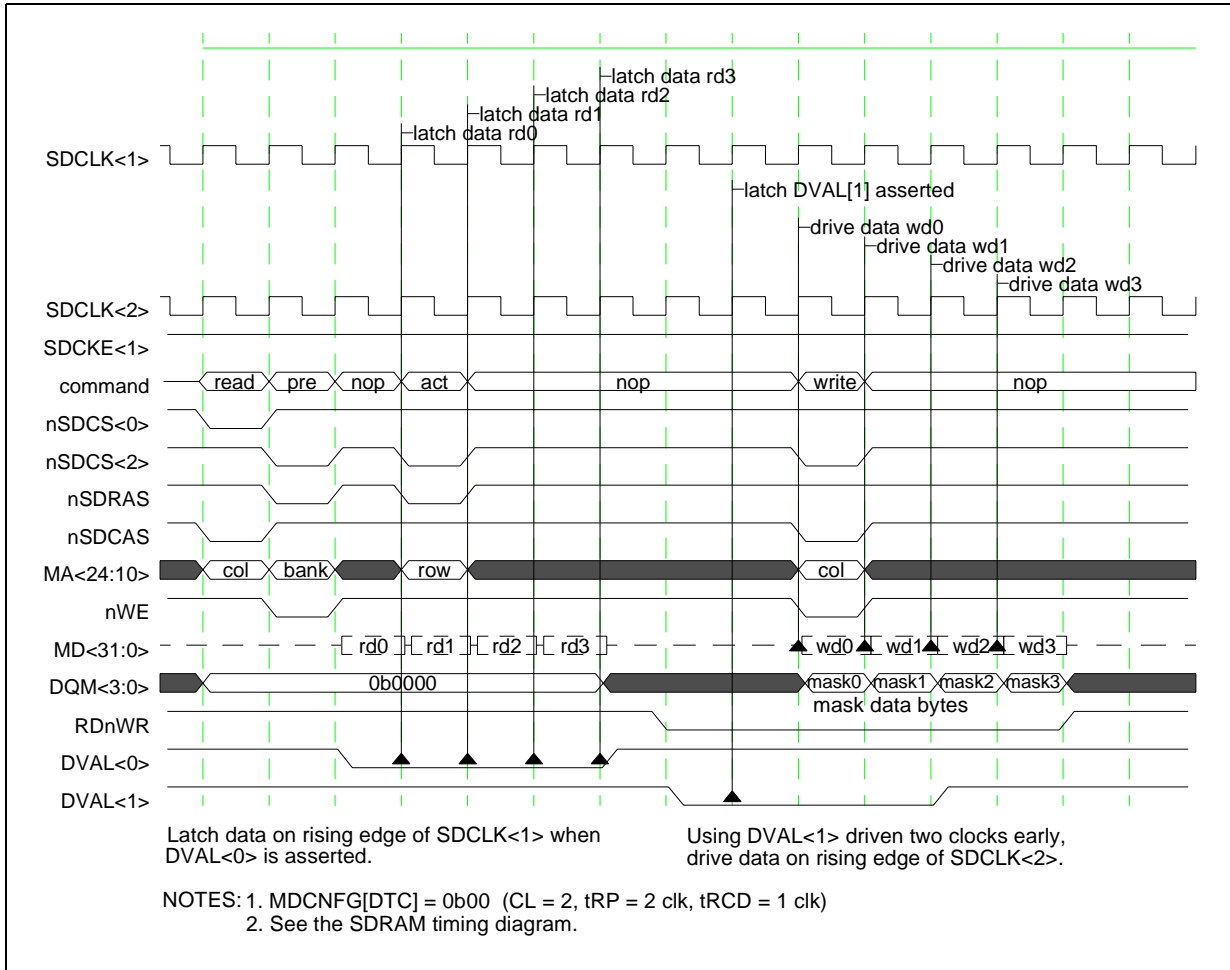 latch data rd3
latch data rd2
latch data rd1
latch data rd0
SDCLK<1>
latch DVAL[1] asserted
drive data wd0
drive data wd1
drive data wd2
drive data wd3
SDCLK<2>
SDCKE<1>
command read pre nop act nop write nop
nSDCS<0>
nSDCS<2>
nSDRAS
nSDCAS
MA<24:10> col bank row col
nWE
MD<31:0> rd0 rd1 rd2 rd3 wd0 wd1 wd2 wd3
DQM<3:0> 0b0000 mask0 mask1 mask2 mask3
mask data bytes
RDnWR
DVAL<0>
DVAL<1>
Latch data on rising edge of SDCLK<1> when
DVAL<0> is asserted.
Using DVAL<1> driven two clocks early,
drive data on rising edge of SDCLK<2>.
NOTES: 1. MDCNFG[DTC] = 0b00 (CL = 2, tRP = 2 clk, tRCD = 1 clk)
2. See the SDRAM timing diagram.